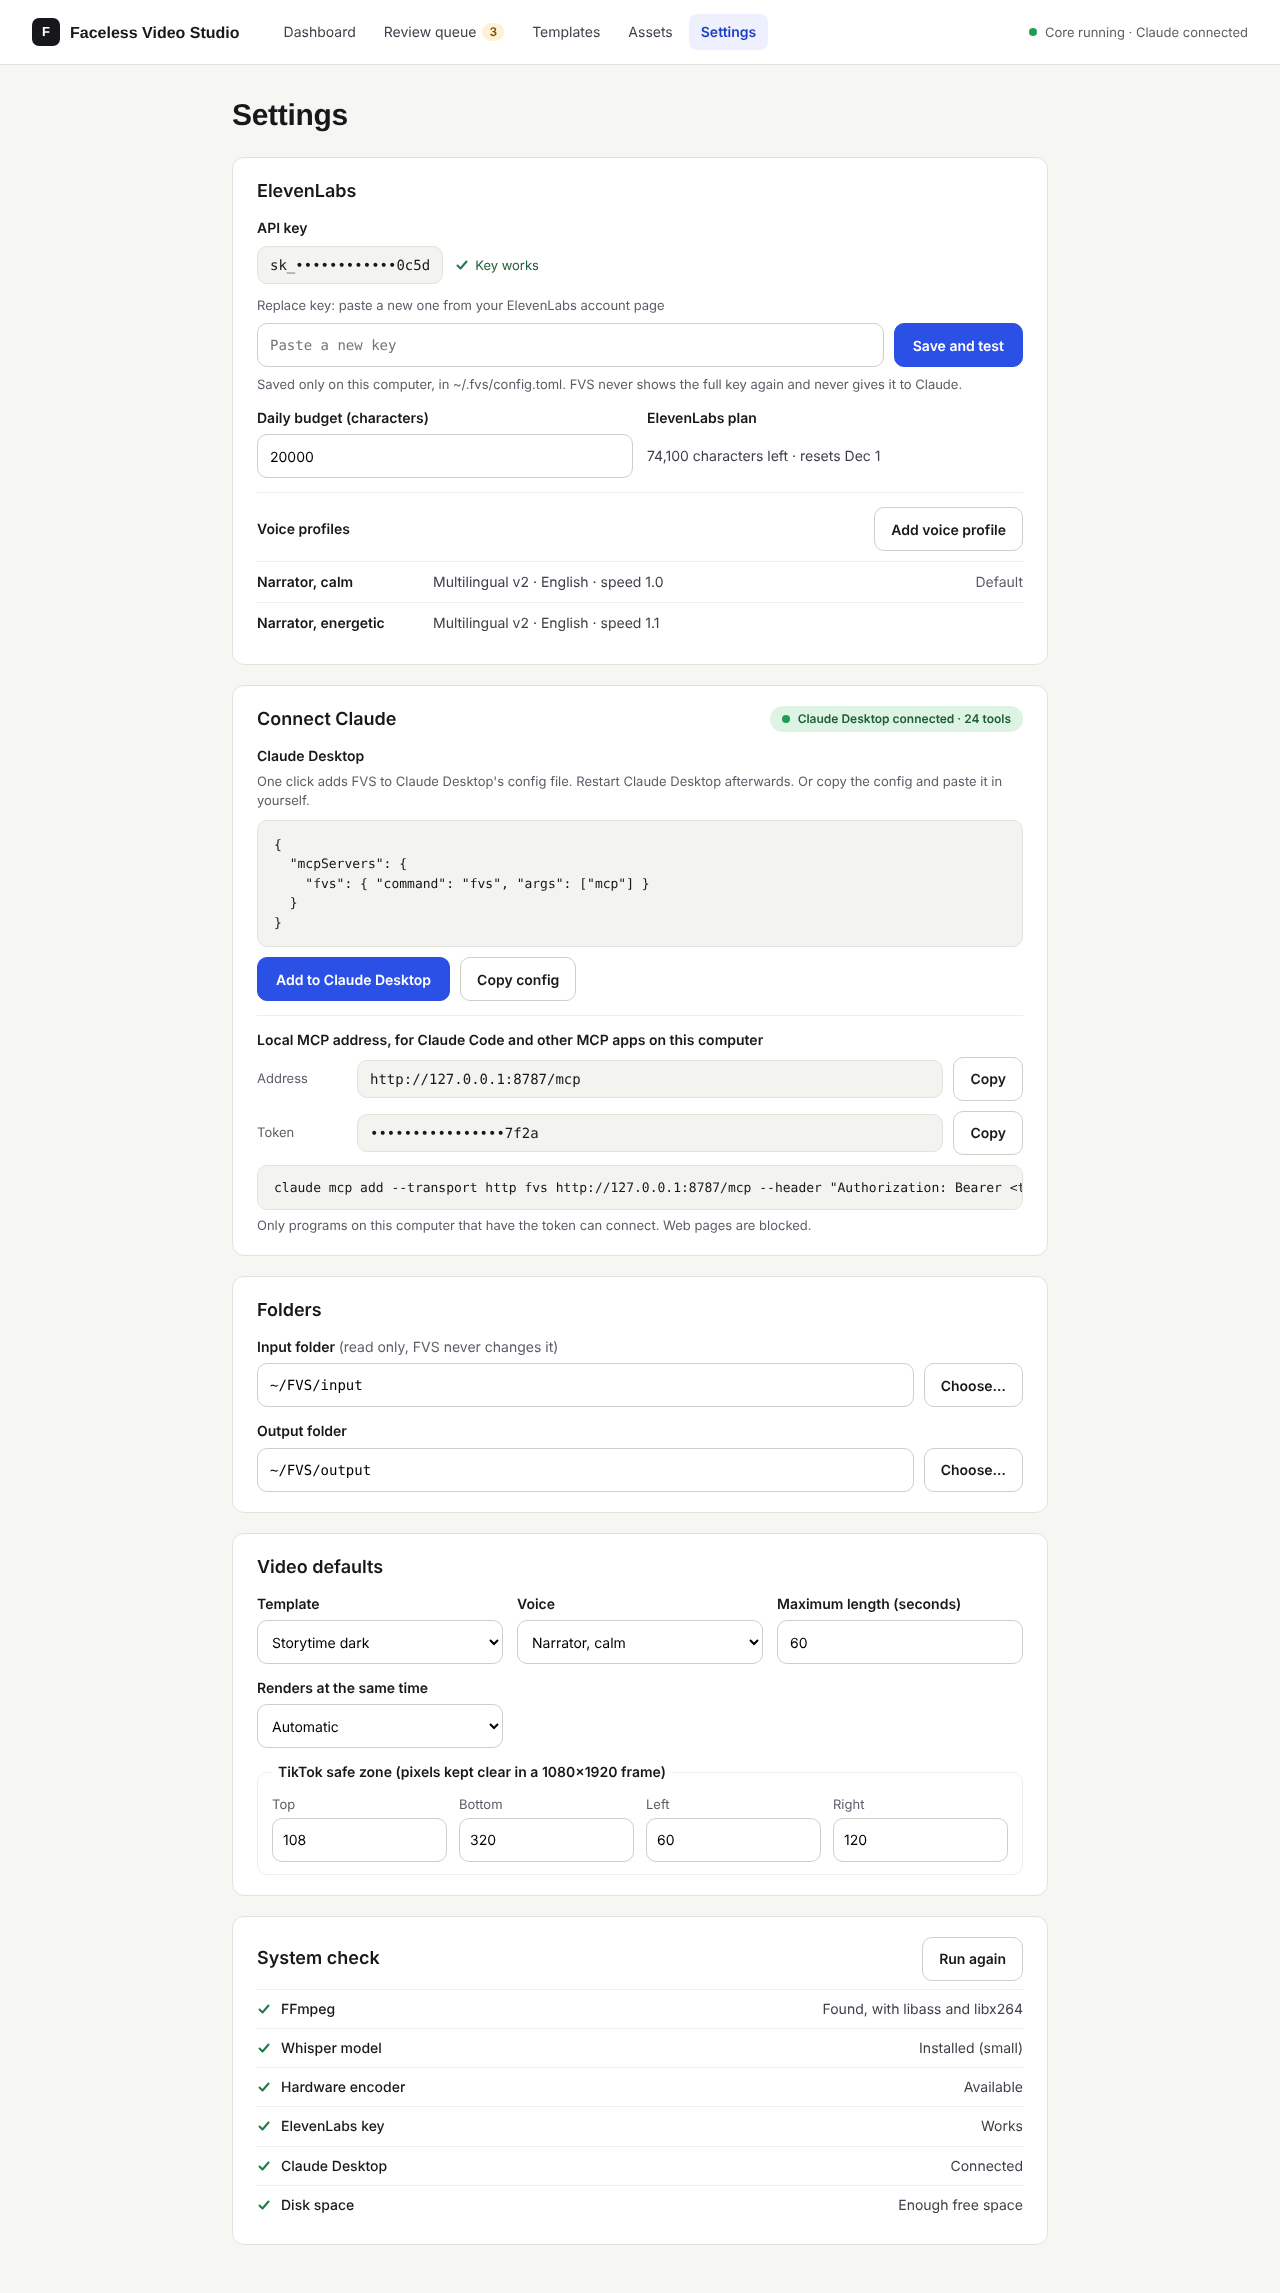 F Faceless Video Studio Dashboard Review queue 3 Templates Assets Settings Core running · Claude connected
Settings
ElevenLabs
API key
sk_••••••••••••0c5d Key works
Replace key: paste a new one from your ElevenLabs account page
Paste a new key Save and test
Saved only on this computer, in ~/.fvs/config.toml. FVS never shows the full key again and never gives it to Claude.
Daily budget (characters) ElevenLabs plan
20000 74,100 characters left · resets Dec 1
Voice profiles Add voice profile
Narrator, calm Multilingual v2 · English · speed 1.0 Default
Narrator, energetic Multilingual v2 · English · speed 1.1
Connect Claude Claude Desktop connected · 24 tools
Claude Desktop
One click adds FVS to Claude Desktop's config file. Restart Claude Desktop afterwards. Or copy the config and paste it in
yourself.
{
  "mcpServers": {
    "fvs": { "command": "fvs", "args": ["mcp"] }
  }
}
Add to Claude Desktop Copy config
Local MCP address, for Claude Code and other MCP apps on this computer
Address http://127.0.0.1:8787/mcp Copy
Token ••••••••••••••••7f2a Copy
claude mcp add --transport http fvs http://127.0.0.1:8787/mcp --header "Authorization: Bearer <t
Only programs on this computer that have the token can connect. Web pages are blocked.
Folders
Input folder (read only, FVS never changes it)
~/FVS/input Choose…
Output folder
~/FVS/output Choose…
Video defaults
Template Voice Maximum length (seconds)
Storytime dark Narrator, calm 60
Renders at the same time
Automatic
TikTok safe zone (pixels kept clear in a 1080×1920 frame)
Top Bottom Left Right
108 320 60 120
System check Run again
FFmpeg Found, with libass and libx264
Whisper model Installed (small)
Hardware encoder Available
ElevenLabs key Works
Claude Desktop Connected
Disk space Enough free space